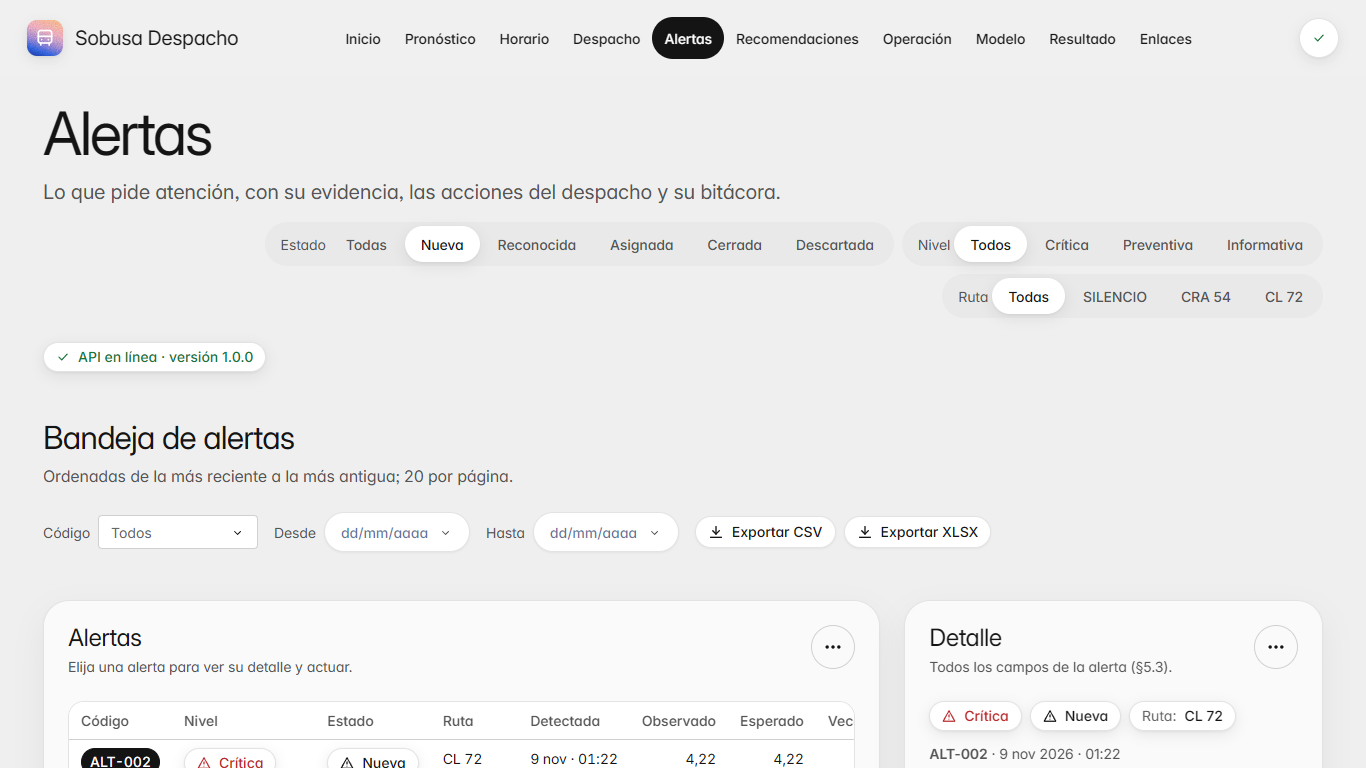 Sobusa Despacho Inicio Pronóstico Horario Despacho Alertas Recomendaciones Operación Modelo Resultado Enlaces
Alertas
Lo que pide atención, con su evidencia, las acciones del despacho y su bitácora.
Estado Todas Nueva Reconocida Asignada Cerrada Descartada Nivel Todos Crítica Preventiva Informativa
Ruta Todas SILENCIO CRA 54 CL 72
API en línea · versión 1.0.0
Bandeja de alertas
Ordenadas de la más reciente a la más antigua; 20 por página.
Código Todos Desde dd/mm/aaaa Hasta dd/mm/aaaa Exportar CSV Exportar XLSX
Alertas
Elija una alerta para ver su detalle y actuar.
Código Nivel Estado Ruta Detectada Observado Esperado Vec
ALT-002 Crítica Nueva CL 72 9 nov · 01:22 4,22 4,22
Detalle
Todos los campos de la alerta (§5.3).
Crítica Nueva Ruta: CL 72
ALT-002 · 9 nov 2026 · 01:22